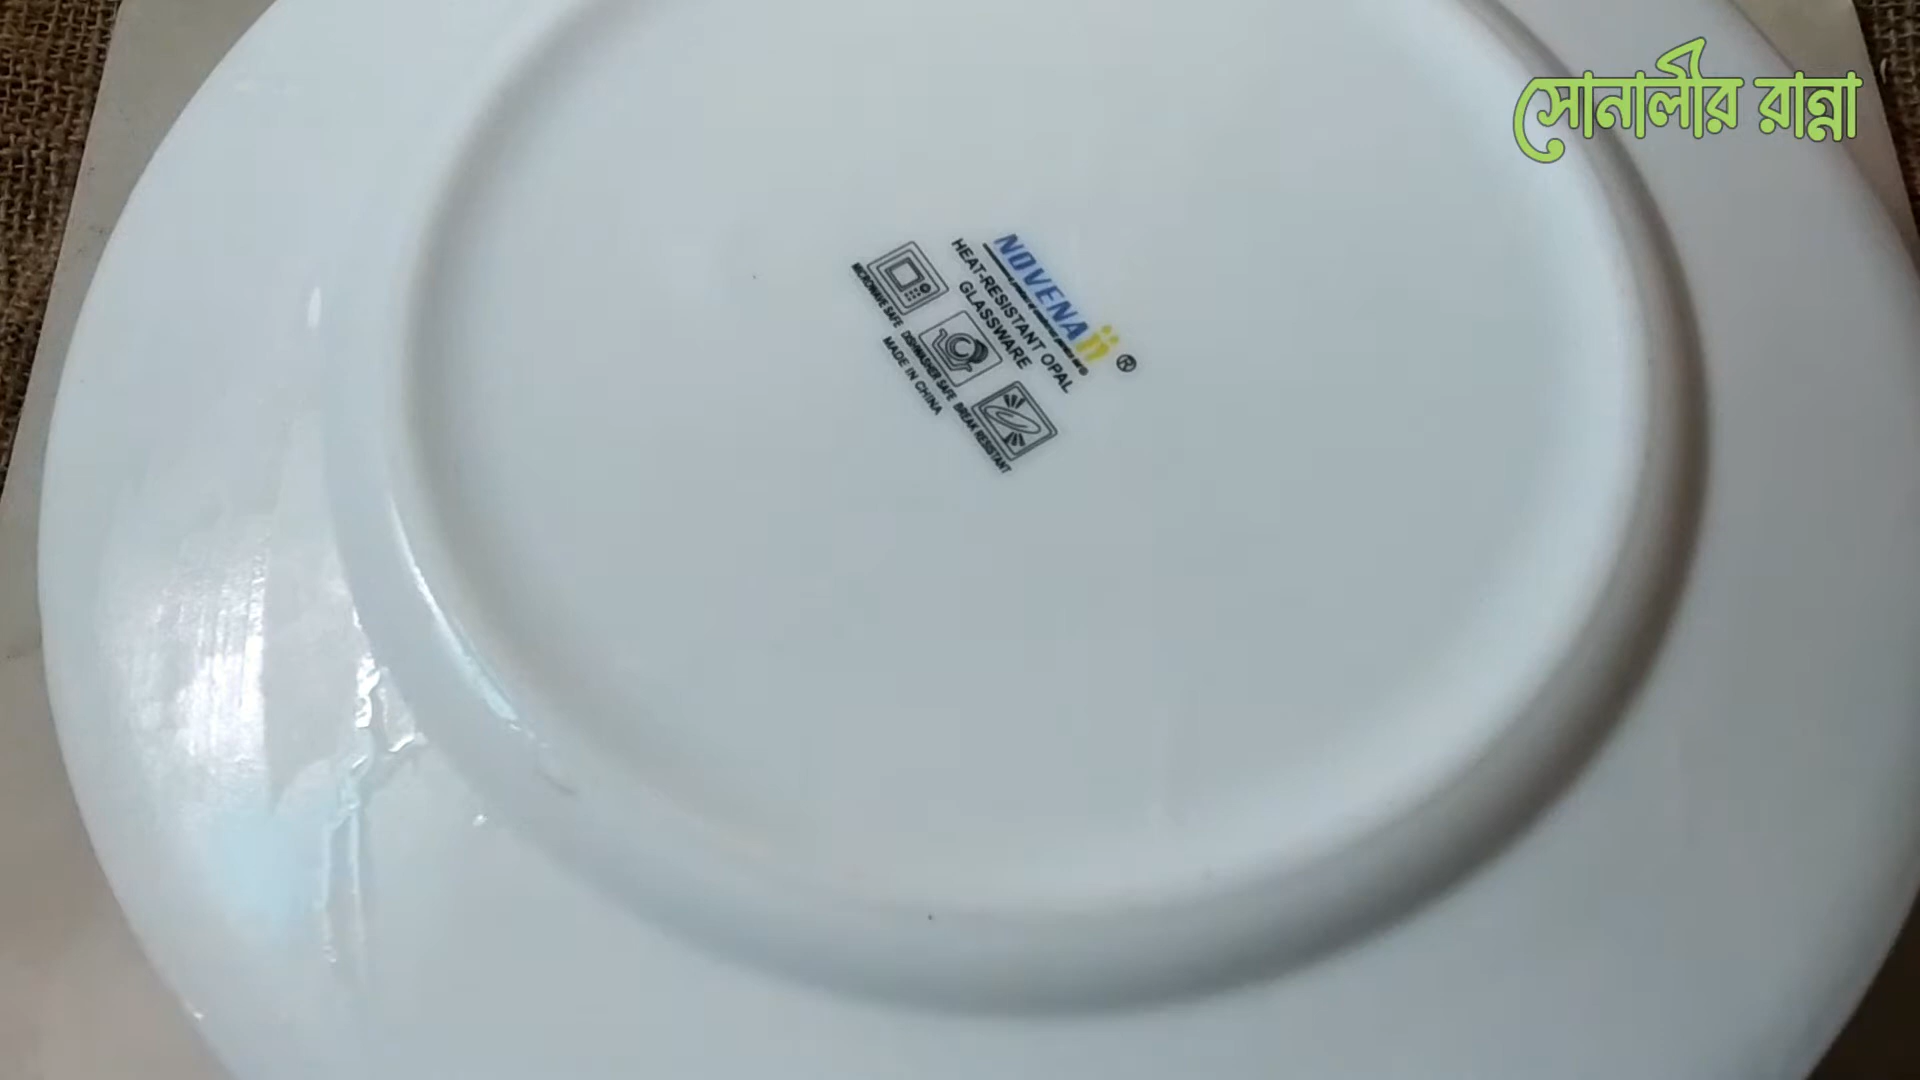 সোনালীর রান্না
NOVENA ®
HEAT-RESISTANT OPAL
GLASSWARE
MICROWAVE SAFE DISHWASHER SAFE BREAK RESISTANT
MADE IN CHINA